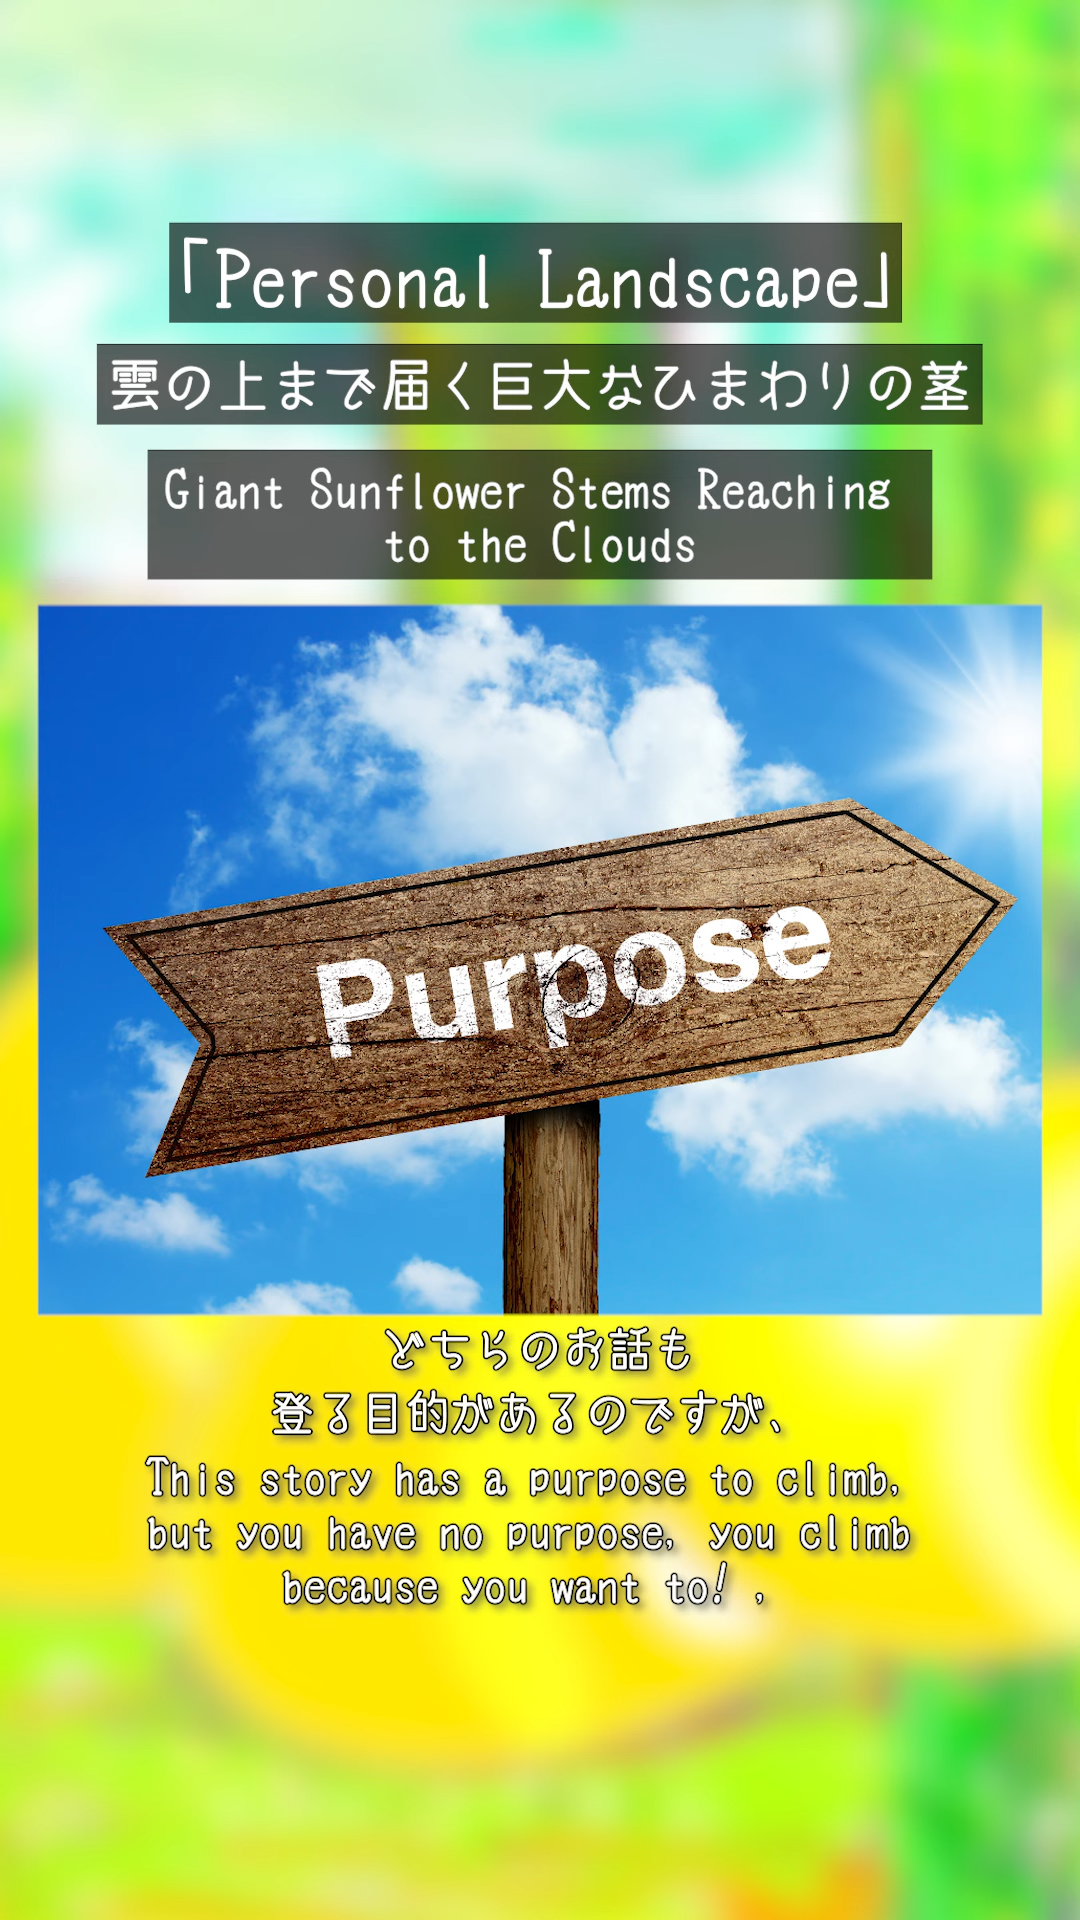 「Personal Landscape」
雲の上まで届く巨大なひまわりの茎
Giant Sunflower Stems Reaching
to the Clouds
Purpose
どちらのお話も
登る目的があるのですが、
This story has a purpose to climb,
but you have no purpose, you climb
because you want to! ,